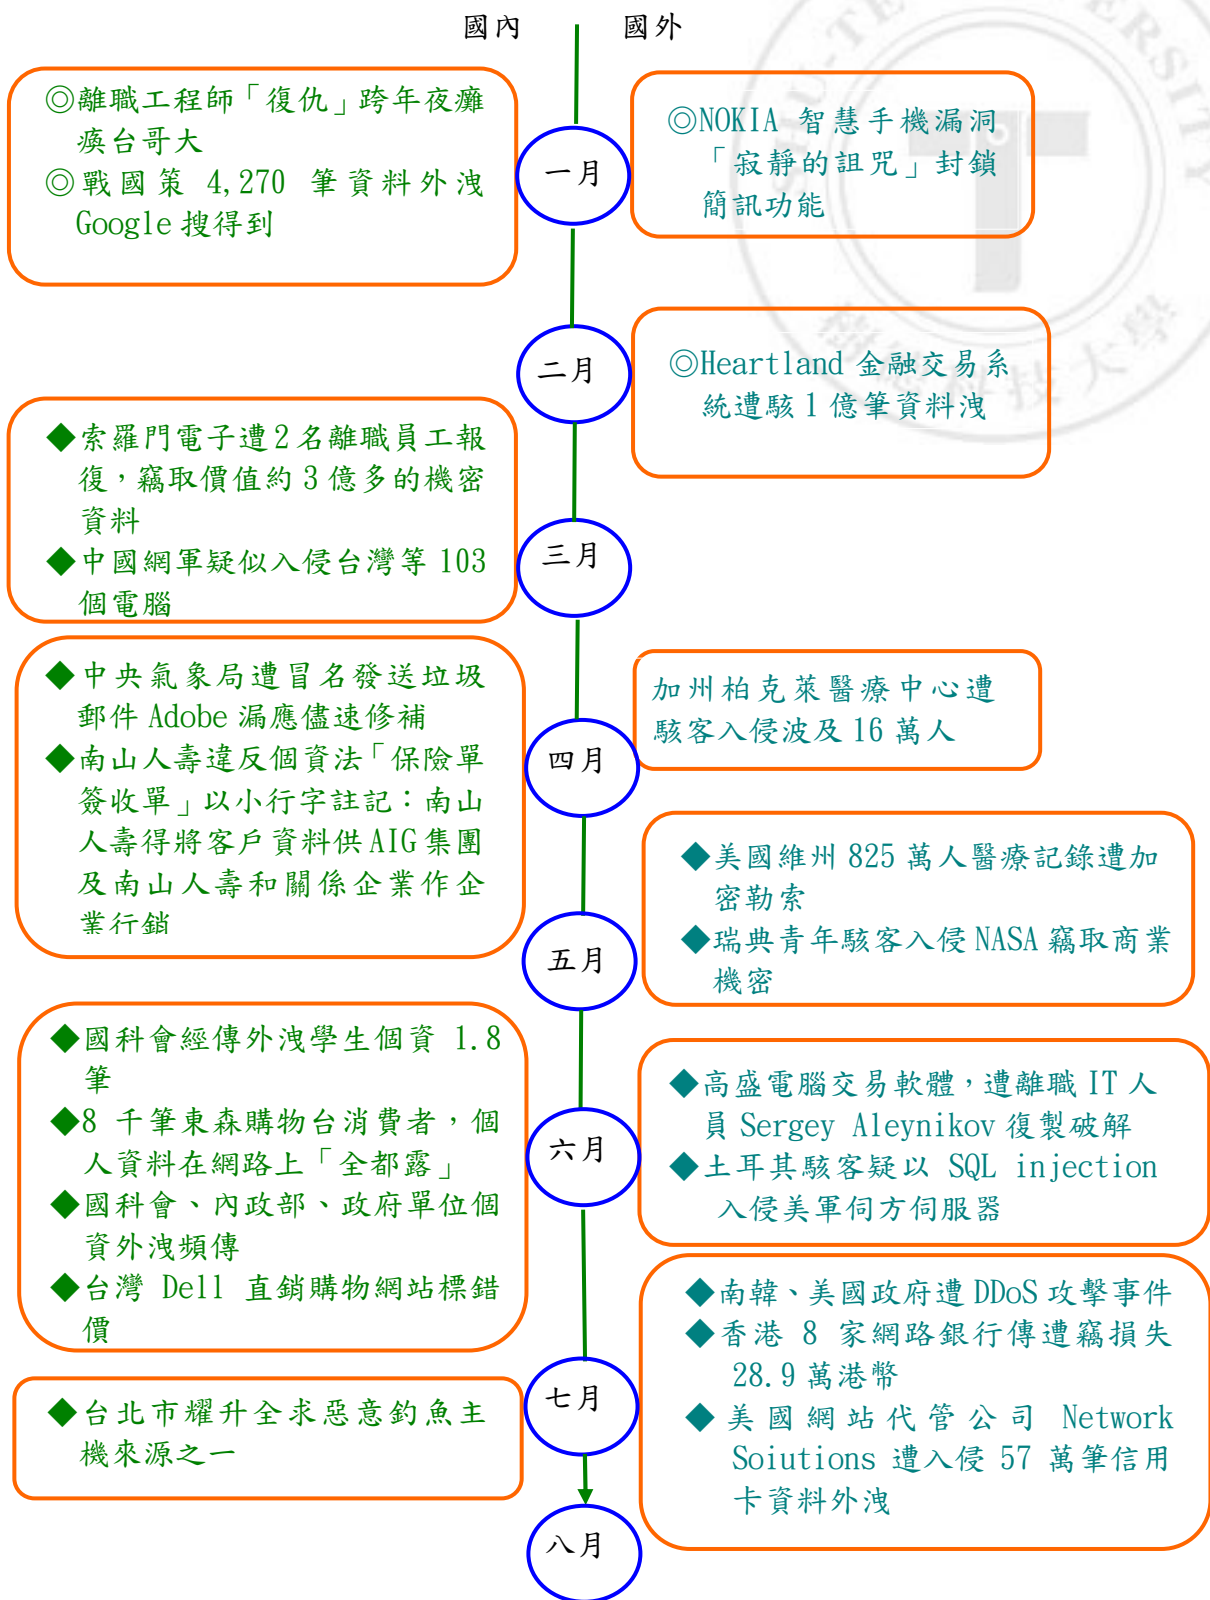 國內
國外
◎離職工程師「復仇」跨年夜癱
瘓台哥大
◎戰國策 4,270 筆資料外洩
Google 搜得到
一月
◎NOKIA 智慧手機漏洞
「寂靜的詛咒」封鎖
簡訊功能
二月
◎Heartland 金融交易系
統遭駭 1 億筆資料洩
◆索羅門電子遭 2 名離職員工報
復，竊取價值約 3 億多的機密
資料
◆中國網軍疑似入侵台灣等 103
個電腦
三月
◆中央氣象局遭冒名發送垃圾
郵件 Adobe 漏應儘速修補
◆南山人壽違反個資法「保險單
簽收單」以小行字註記：南山
人壽得將客戶資料供 AIG 集團
及南山人壽和關係企業作企
業行銷
四月
加州柏克萊醫療中心遭
駭客入侵波及 16 萬人
五月
◆美國維州 825 萬人醫療記錄遭加
密勒索
◆瑞典青年駭客入侵 NASA 竊取商業
機密
◆國科會經傳外洩學生個資 1.8
筆
◆8 千筆東森購物台消費者，個
人資料在網路上「全都露」
◆國科會、內政部、政府單位個
資外洩頻傳
◆台灣 Dell 直銷購物網站標錯
價
六月
◆高盛電腦交易軟體，遭離職 IT 人
員 Sergey Aleynikov 復製破解
◆土耳其駭客疑以 SQL injection
入侵美軍伺方伺服器
◆台北市耀升全求惡意釣魚主
機來源之一
七月
◆南韓、美國政府遭 DDoS 攻擊事件
◆香港 8 家網路銀行傳遭竊損失
28.9 萬港幣
◆美國網站代管公司 Network
Soiutions 遭入侵 57 萬筆信用
卡資料外洩
八月